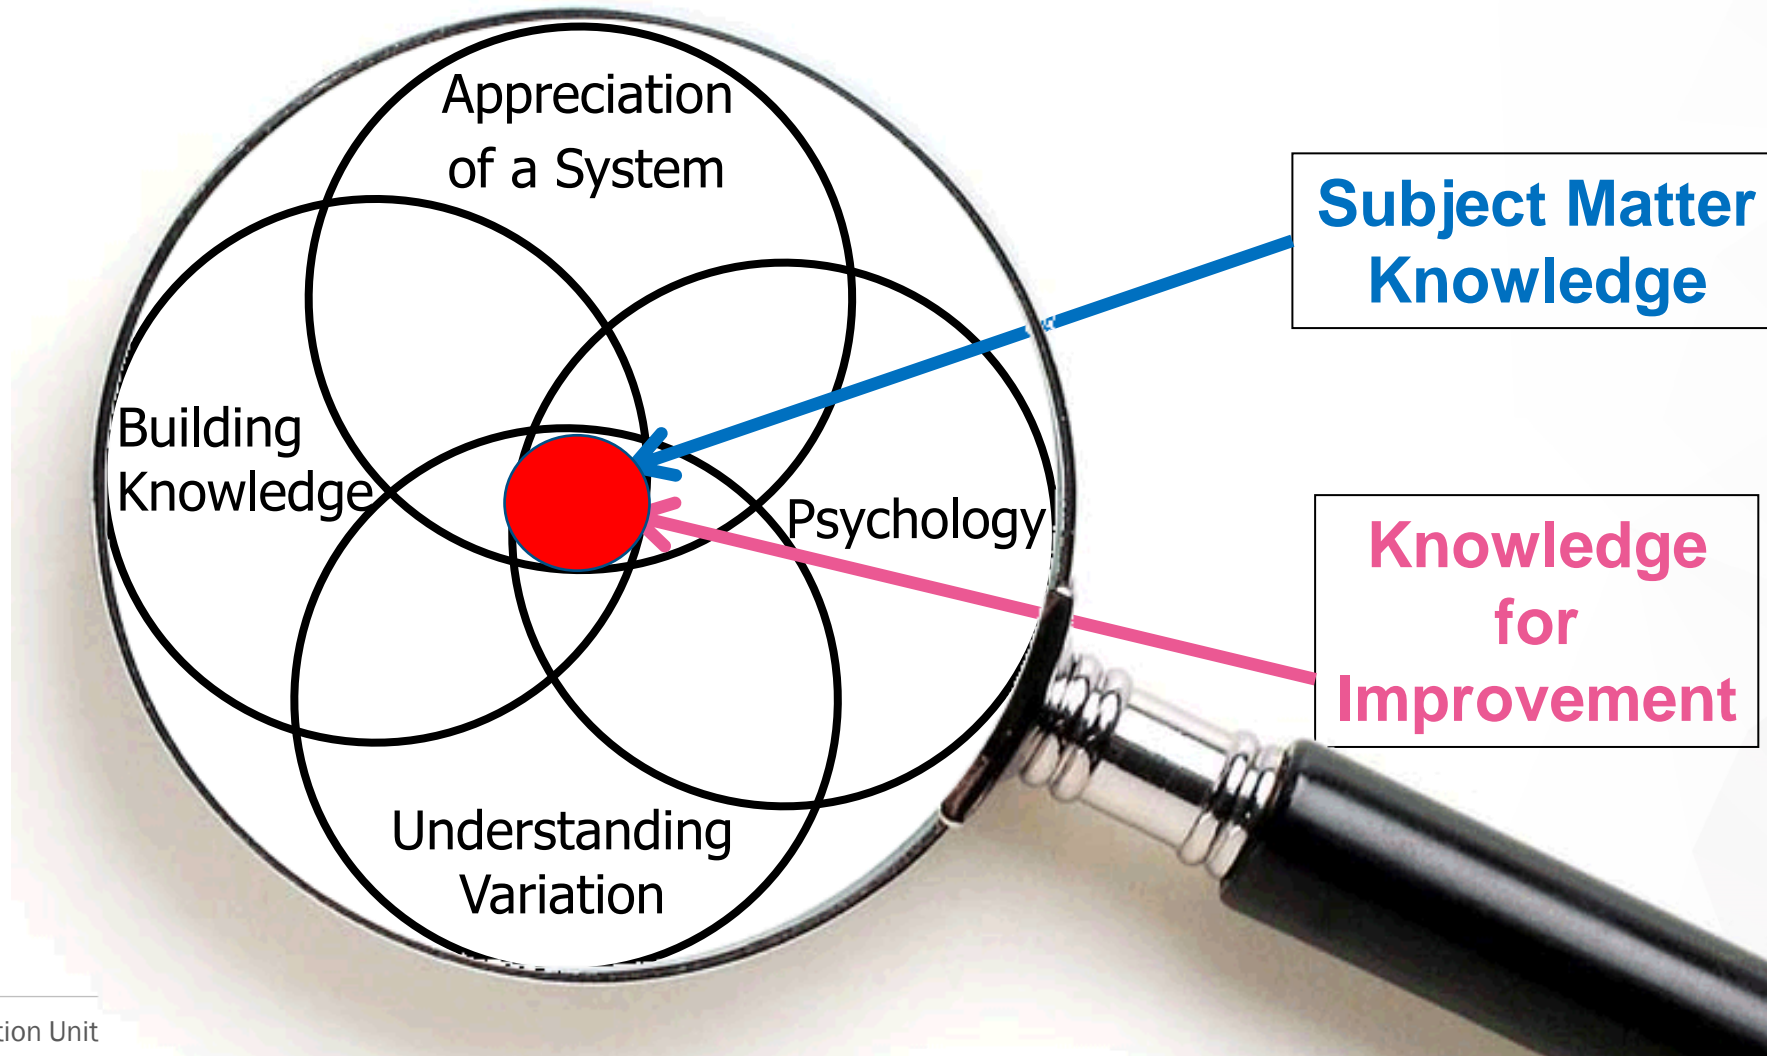 Appreciation
of a System
Subject Matter
Knowledge
Building
Knowledge
Psychology
Knowledge
for
Improvement
Understanding
Variation
tion Unit